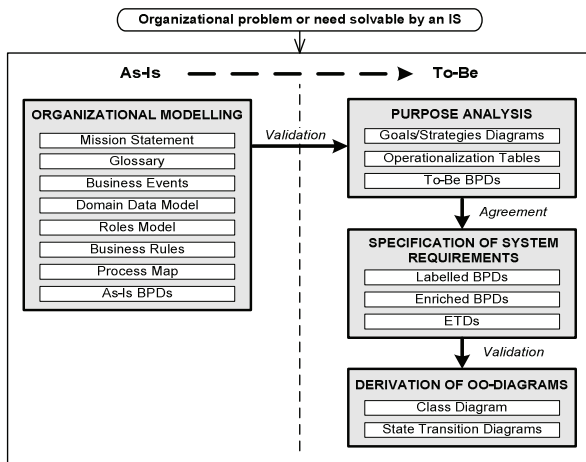 Organizational problem or need solvable by an IS
As-Is
To-Be
ORGANIZATIONAL MODELLING
Mission Statement
Glossary
Business Events
Domain Data Model
Roles Model
Business Rules
Process Map
As-Is BPDs
Validation
PURPOSE ANALYSIS
Goals/Strategies Diagrams
Operationalization Tables
To-Be BPDs
Agreement
SPECIFICATION OF SYSTEM
REQUIREMENTS
Labelled BPDs
Enriched BPDs
ETDs
Validation
DERIVATION OF OO-DIAGRAMS
Class Diagram
State Transition Diagrams